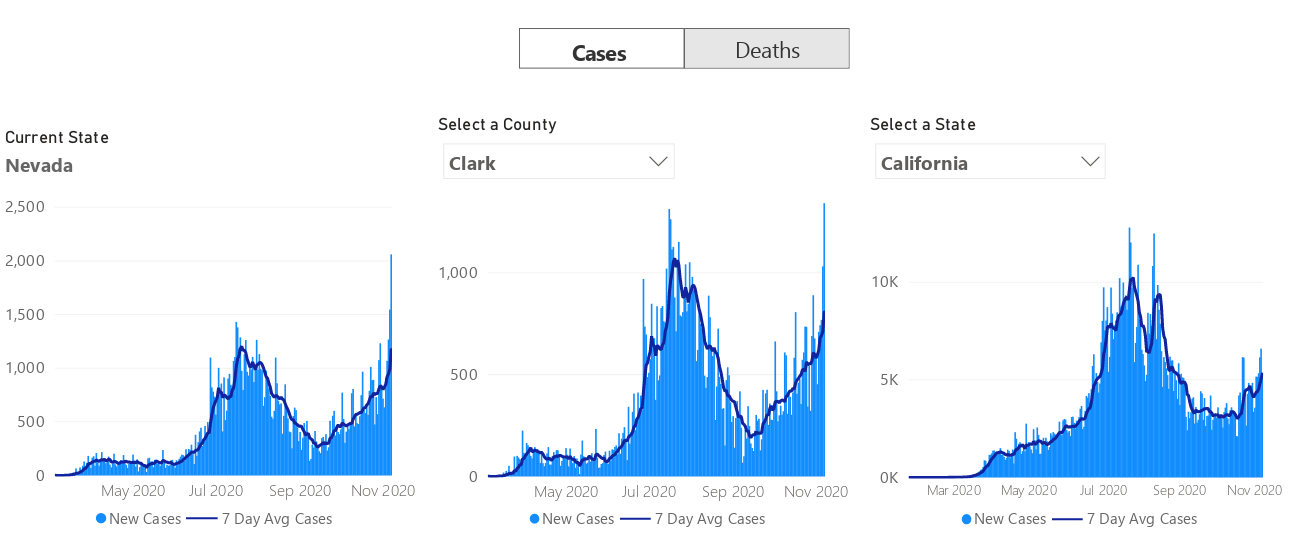 Cases
Deaths
Current State
Nevada
2,500
2,000
1,500
1,000
500
0
May 2020
Jul 2020
Sep 2020
Nov 2020
New Cases
7 Day Avg Cases
Select a County
Clark
1,000
500
0
May 2020
Jul 2020
Sep 2020
Nov 2020
New Cases
7 Day Avg Cases
Select a State
California
10K
5K
0K
Mar 2020
May 2020
Jul 2020
Sep 2020
Nov 2020
New Cases
7 Day Avg Cases